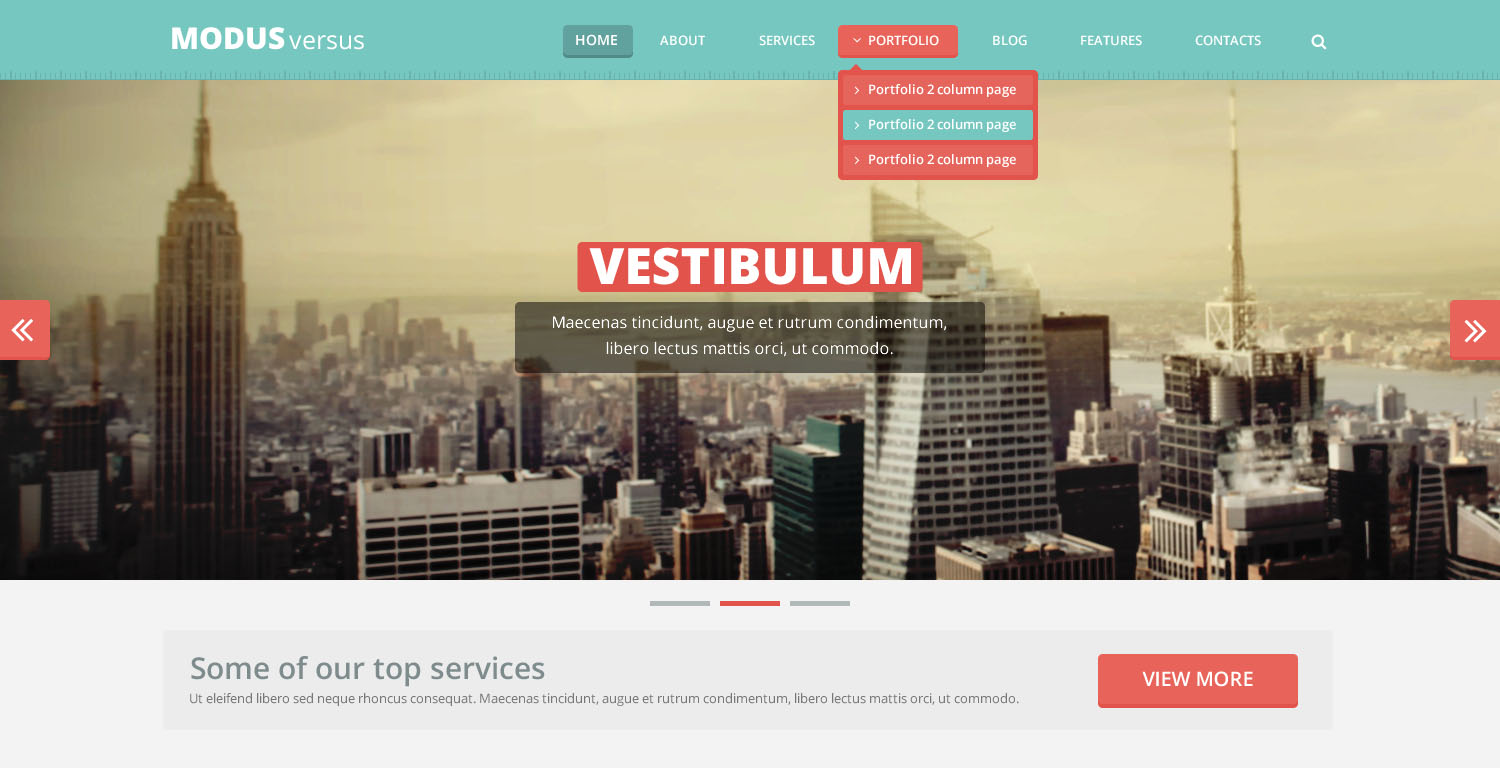 MODUS versus
HOME ABOUT SERVICES PORTFOLIO BLOG FEATURES CONTACTS
Portfolio 2 column page
Portfolio 2 column page
Portfolio 2 column page
VESTIBULUM
Maecenas tincidunt, augue et rutrum condimentum,
libero lectus mattis orci, ut commodo.
Some of our top services
Ut eleifend libero sed neque rhoncus consequat. Maecenas tincidunt, augue et rutrum condimentum, libero lectus mattis orci, ut commodo.
VIEW MORE